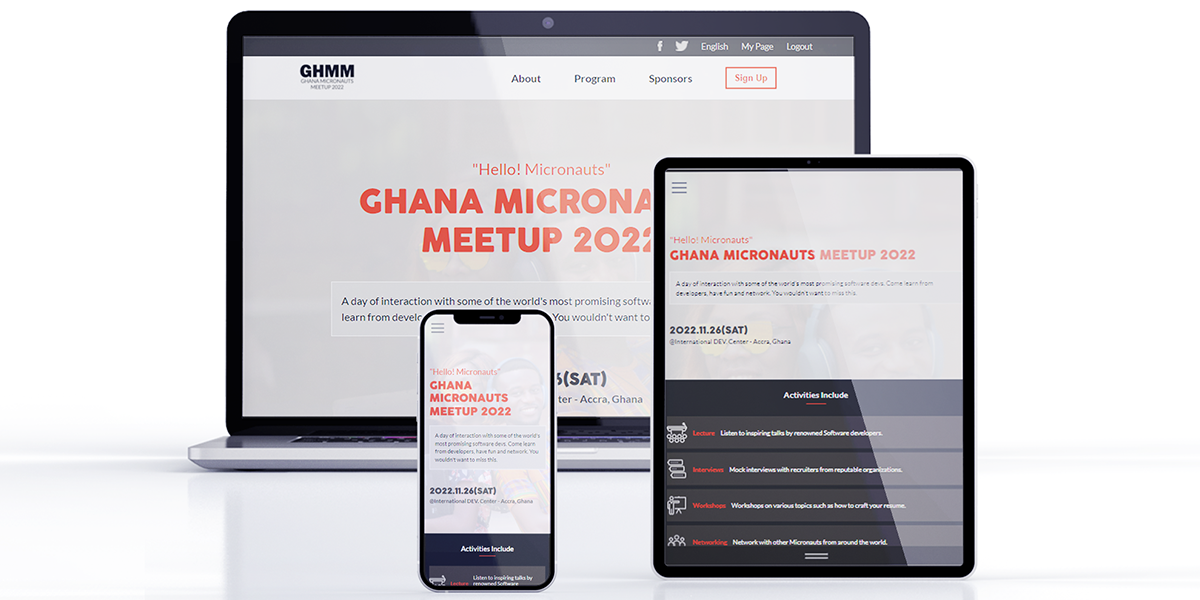 English My Page Logout
GHMM
GHANA MICRONAUTS
MEETUP 2022
About Program Sponsors Sign Up
"Hello! Micronauts"
GHANA MICRONA
MEETUP 2022
A day of interaction with some of the world's most promising softwa
learn from develo You wouldn't want to
6(SAT)
ter - Accra, Ghana
"Hello! Micronauts"
GHANA
MICRONAUTS
MEETUP 2022
A day of interaction with some of the world's
most promising software devs. Come learn
from developers, have fun and network. You
wouldn't want to miss this.
2022.11.26(SAT)
@International DEV. Center - Accra, Ghana
Activities Include
Lecture Listen to inspiring talks by
renowned Software
"Hello! Micronauts"
GHANA MICRONAUTS MEETUP 2022
A day of interaction with some of the world's most promising software devs. Come learn from
developers, have fun and network. You wouldn't want to miss this.
2022.11.26(SAT)
@International DEV. Center - Accra, Ghana
Activities Include
Lecture Listen to inspiring talks by renowned Software developers.
Interviews Mock interviews with recruiters from reputable organizations.
Workshops Workshops on various topics such as how to craft your resume.
Networking Network with other Micronauts from around the world.